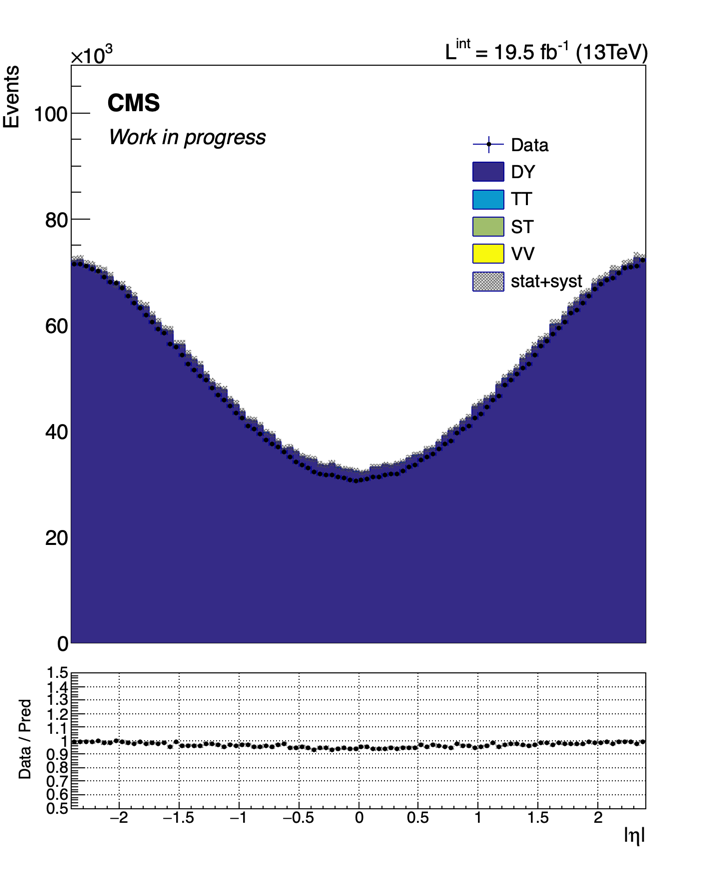 ×10³
L^int = 19.5 fb⁻¹ (13TeV)
Events
CMS
Work in progress
Data
DY
TT
ST
VV
stat+syst
100
80
60
40
20
0
Data / Pred
1.5
1.4
1.3
1.2
1.1
1
0.9
0.8
0.7
0.6
0.5
−2 −1.5 −1 −0.5 0 0.5 1 1.5 2
|η|